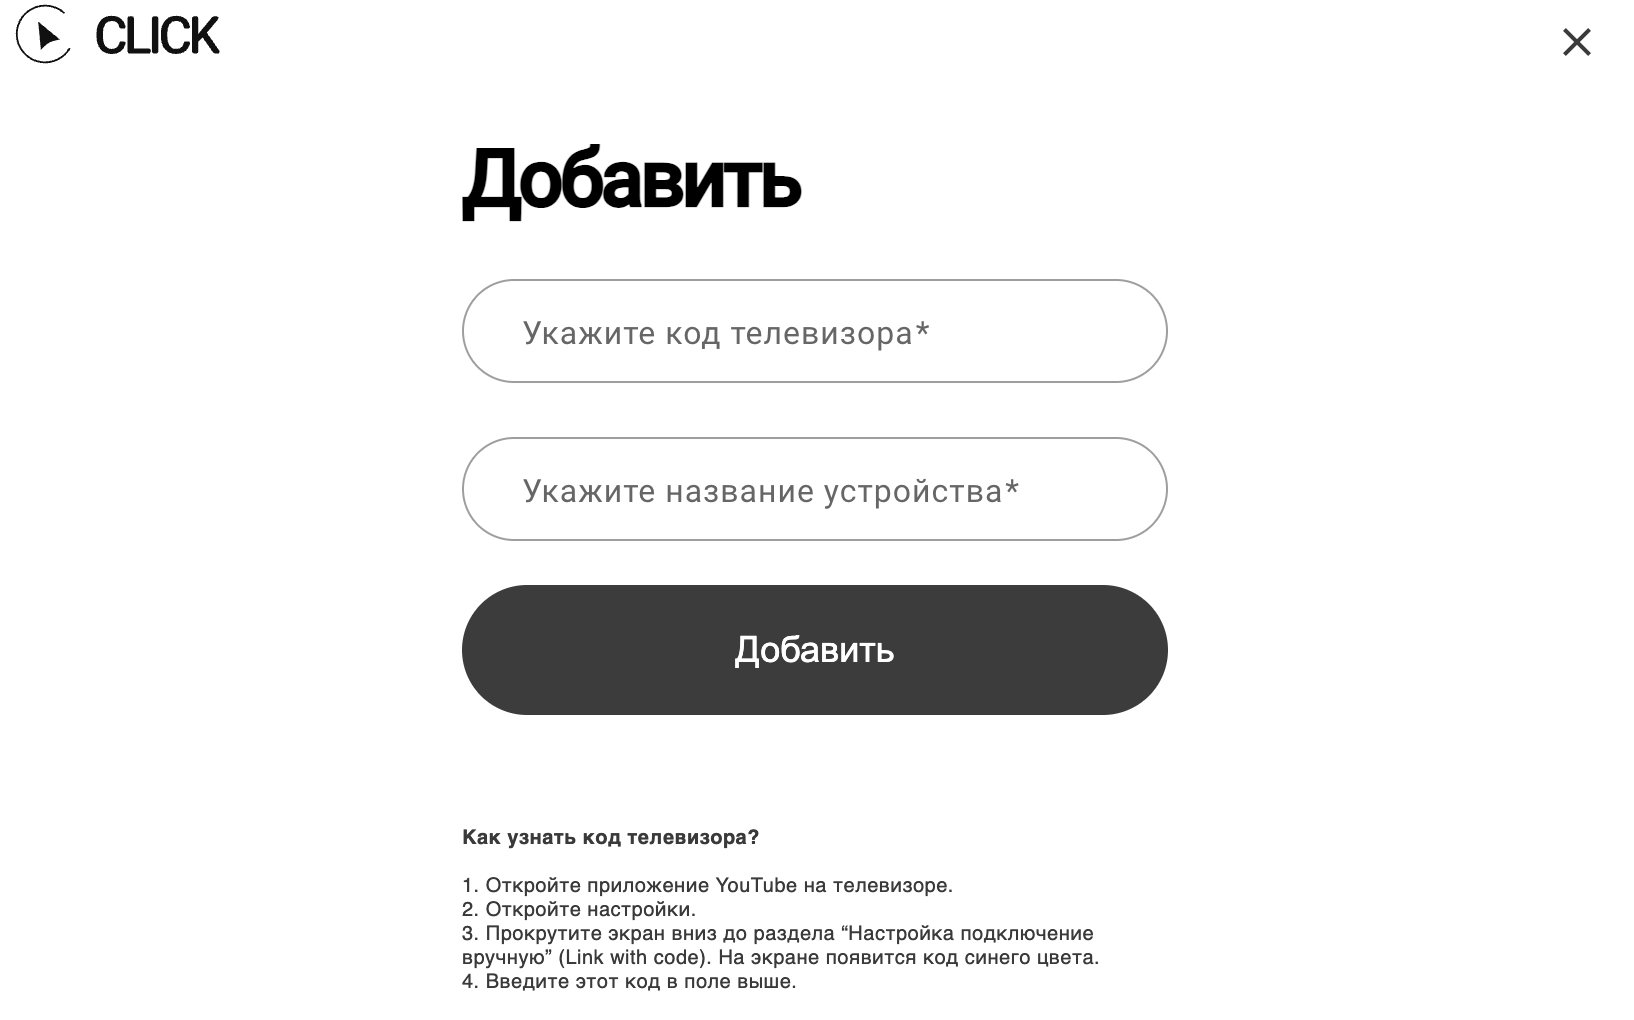 CLICK
Добавить
Укажите код телевизора*
Укажите название устройства*
Добавить
Как узнать код телевизора?
1. Откройте приложение YouTube на телевизоре.
2. Откройте настройки.
3. Прокрутите экран вниз до раздела “Настройка подключение
вручную” (Link with code). На экране появится код синего цвета.
4. Введите этот код в поле выше.